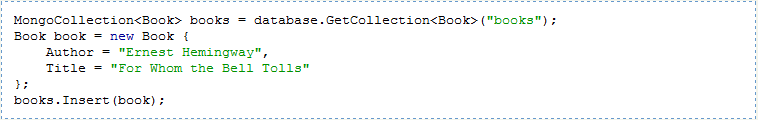 MongoCollection<Book> books = database.GetCollection<Book>("books");
Book book = new Book {
    Author = "Ernest Hemingway",
    Title = "For Whom the Bell Tolls"
};
books.Insert(book);